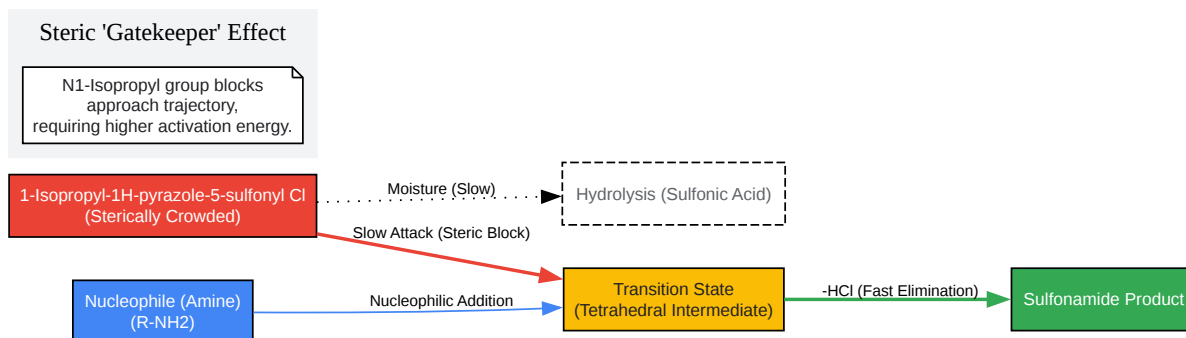 Steric 'Gatekeeper' Effect
N1-Isopropyl group blocks
approach trajectory,
requiring higher activation energy.
1-Isopropyl-1H-pyrazole-5-sulfonyl Cl
(Sterically Crowded)
Moisture (Slow)
Hydrolysis (Sulfonic Acid)
Slow Attack (Steric Block)
Nucleophile (Amine)
(R-NH2)
Nucleophilic Addition
Transition State
(Tetrahedral Intermediate)
-HCl (Fast Elimination)
Sulfonamide Product